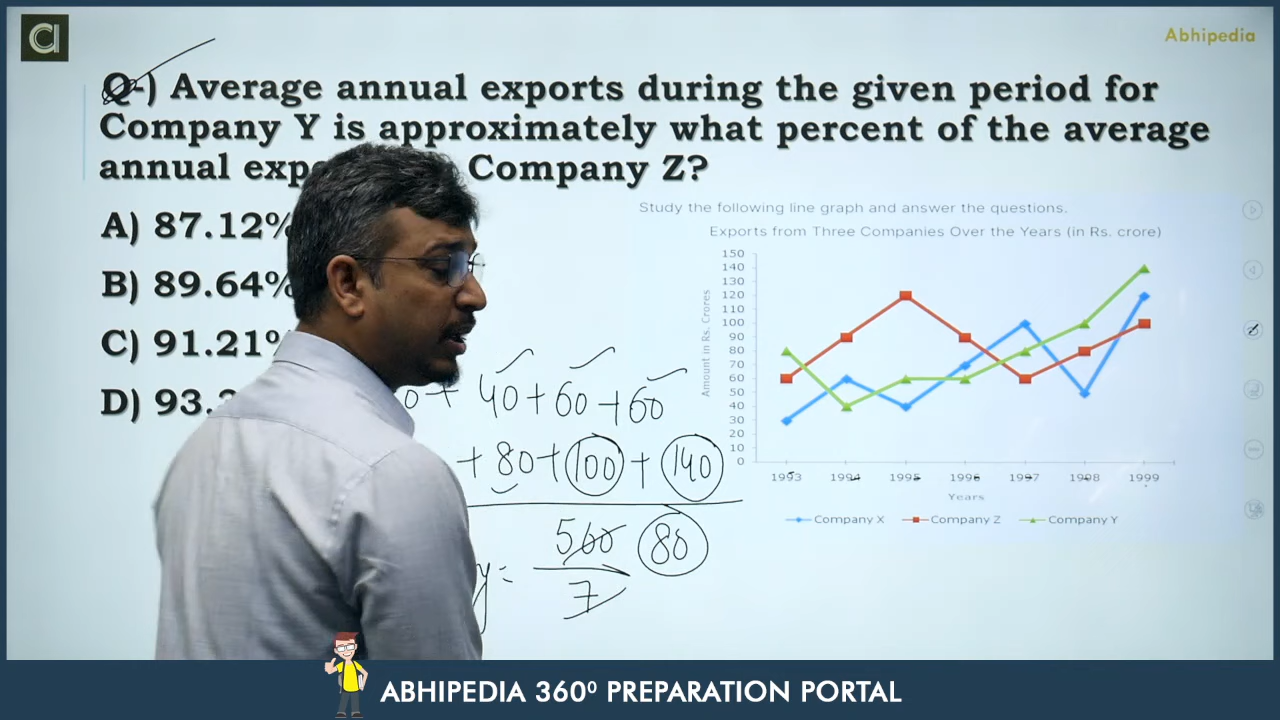 Abhipedia
Q-) Average annual exports during the given period for
Company Y is approximately what percent of the average
annual Company Z?
A) 87.12%
B) 89.64%
C) 91.21%
D) 93.
Study the following line graph and answer the questions.
Exports from Three Companies Over the Years (in Rs. crore)
Amount in Rs. Crores
150
140
130
120
110
100
90
80
70
60
50
40
30
20
10
0
1993 1994 1995 1996 1997 1998 1999
Years
Company X Company Z Company Y
0 + 40 + 60 + 60
+ 80 + 100 + 140
y = 560 80
7
ABHIPEDIA 360⁰ PREPARATION PORTAL